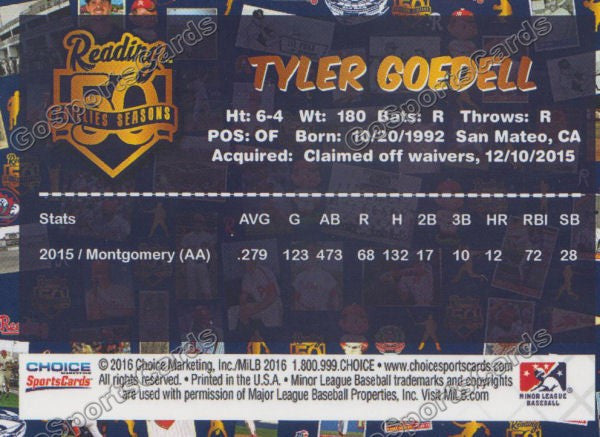 Reading
50
PHILLIES SEASONS
TYLER GOEDELL
Ht: 6-4 Wt: 180 Bats: R Throws: R
POS: OF Born: 10/20/1992 San Mateo, CA
Acquired: Claimed off waivers, 12/10/2015
Stats AVG G AB R H 2B 3B HR RBI SB
2015 / Montgomery (AA) .279 123 473 68 132 17 10 12 72 28
CHOICE
MARKETING
SportsCards™
© 2016 Choice Marketing, Inc./MiLB 2016 1.800.999.CHOICE • www.choicesportscards.com
All rights reserved. • Printed in the U.S.A. • Minor League Baseball trademarks and copyrights
are used with permission of Major League Baseball Properties, Inc. Visit MiLB.com
MINOR LEAGUE
BASEBALL
GoSportsCards